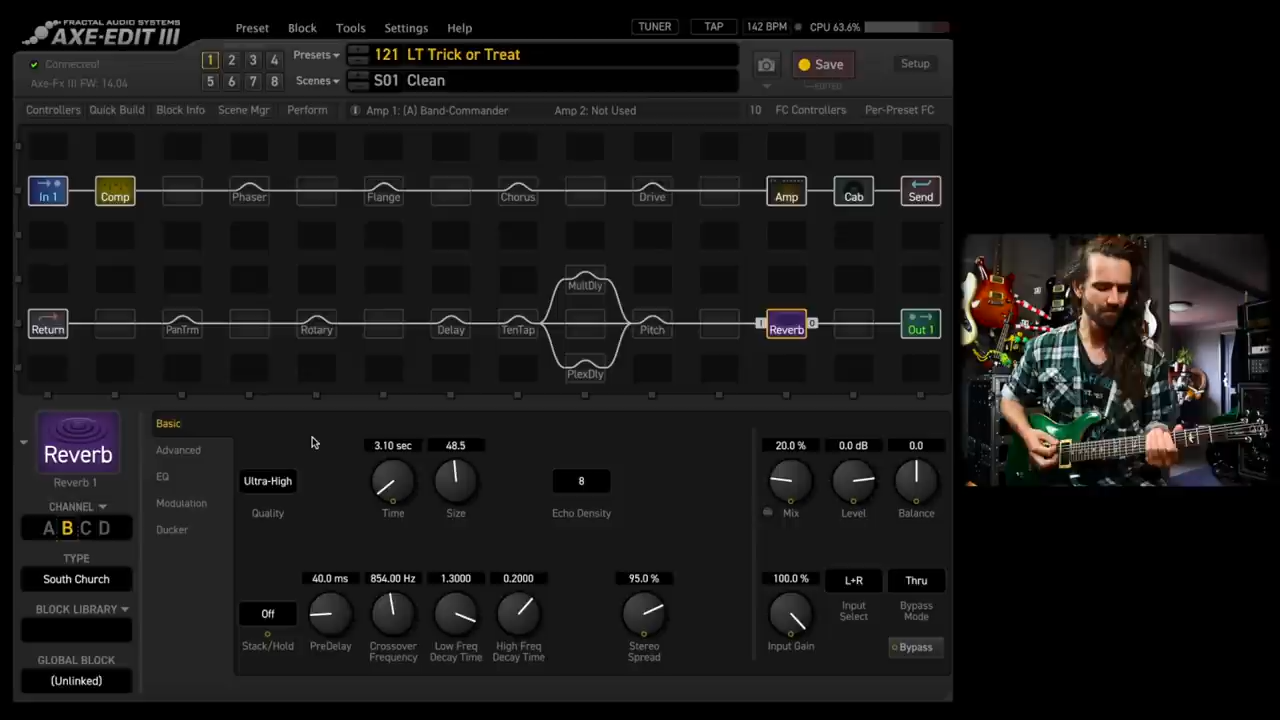 FRACTAL AUDIO SYSTEMS
AXE-EDIT III
Preset Block Tools Settings Help
TUNER TAP 142 BPM CPU 63.6%
Connected
Axe-Fx III FW: 14.04
1 2 3 4
5 6 7 8
Presets 121 LT Trick or Treat
Scenes S01 Clean
Save
EDITED
Setup
Controllers Quick Build Block Info Scene Mgr Perform
Amp 1: (A) Band-Commander Amp 2: Not Used
10 FC Controllers Per-Preset FC
In 1 Comp Phaser Flange Chorus Drive Amp Cab Send
MultDly
Return PanTrm Rotary Delay TenTap Pitch I Reverb O Out 1
PlexDly
Reverb
Reverb 1
CHANNEL
A B C D
TYPE
South Church
BLOCK LIBRARY
GLOBAL BLOCK
(Unlinked)
Basic
Advanced
EQ
Modulation
Ducker
3.10 sec 48.5
Ultra-High 8
Quality Time Size Echo Density
20.0 % 0.0 dB 0.0
Mix Level Balance
40.0 ms 854.00 Hz 1.3000 0.2000 95.0 %
Off
Stack/Hold PreDelay Crossover Frequency Low Freq Decay Time High Freq Decay Time Stereo Spread
100.0 % L+R Thru
Input Gain Input Select Bypass Mode
Bypass